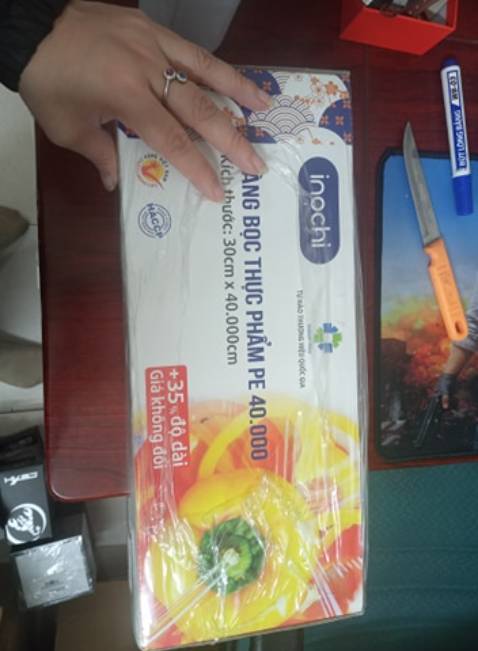 inochi
TỰ HÀO THƯƠNG HIỆU QUỐC GIA
MÀNG BỌC THỰC PHẨM PE 40.000
Kích thước: 30cm x 40.000cm
HACCP
+35% độ dài
Giá không đổi
BÚT LÔNG BẢNG